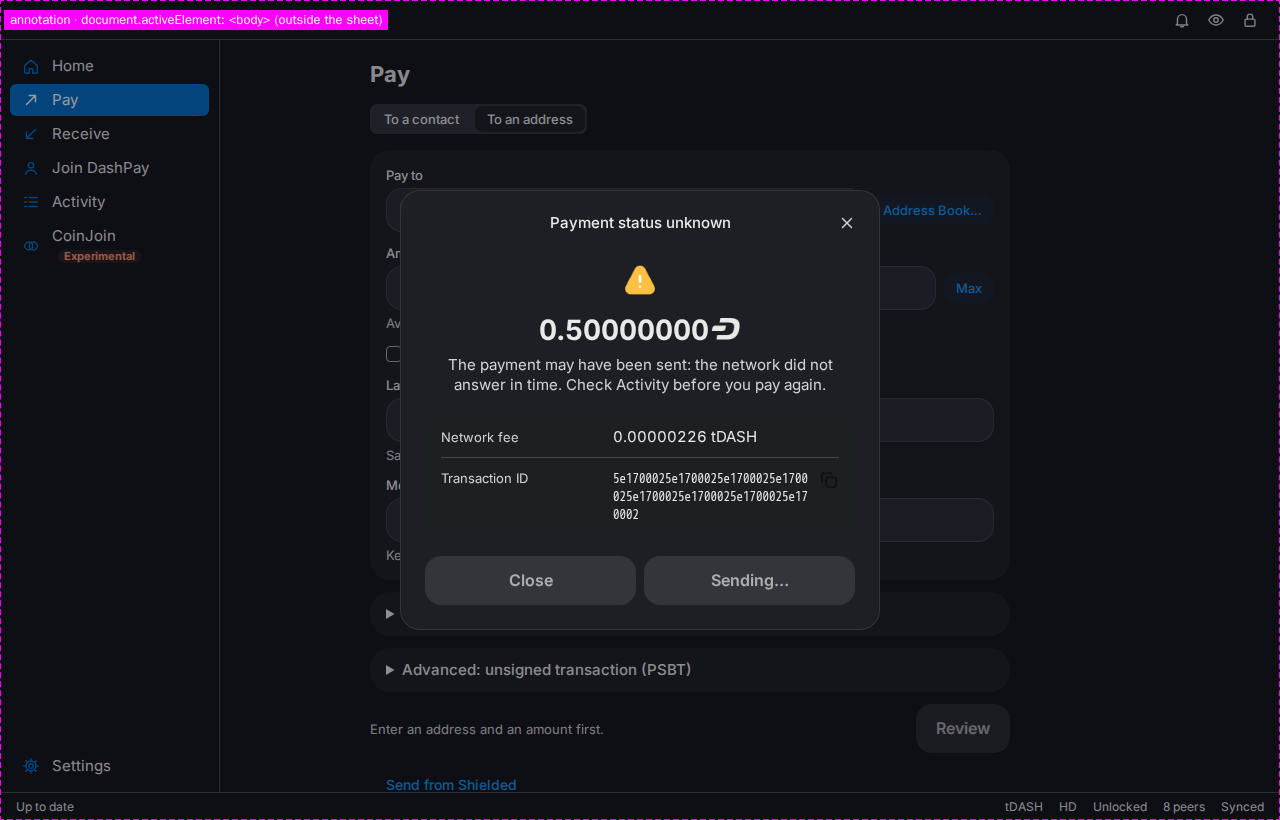 annotation · document.activeElement: <body> (outside the sheet)
Home
Pay
Receive
Join DashPay
Activity
CoinJoin
Experimental
Settings
Pay
To a contact
To an address
Pay to
Address Book...
Max
Payment status unknown
0.50000000
The payment may have been sent: the network did not
answer in time. Check Activity before you pay again.
Network fee
0.00000226 tDASH
Transaction ID
5e1700025e1700025e1700025e1700
025e1700025e1700025e1700025e17
0002
Close
Sending...
Advanced: unsigned transaction (PSBT)
Enter an address and an amount first.
Review
Send from Shielded
Up to date
tDASH
HD
Unlocked
8 peers
Synced